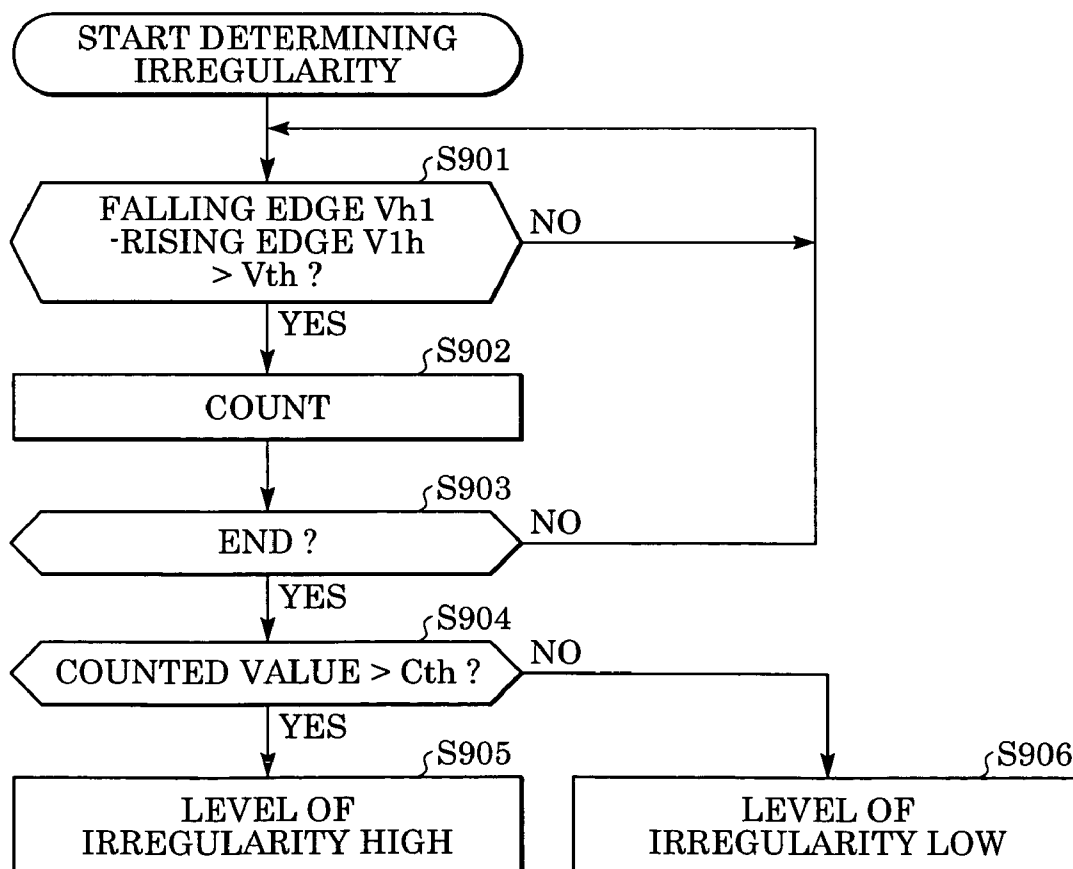 START DETERMINING
IRREGULARITY
S901
FALLING EDGE Vh1
-RISING EDGE V1h
> Vth ?
NO
YES
S902
COUNT
S903
END ?
NO
YES
S904
COUNTED VALUE > Cth ?
NO
YES
S905
LEVEL OF
IRREGULARITY HIGH
S906
LEVEL OF
IRREGULARITY LOW